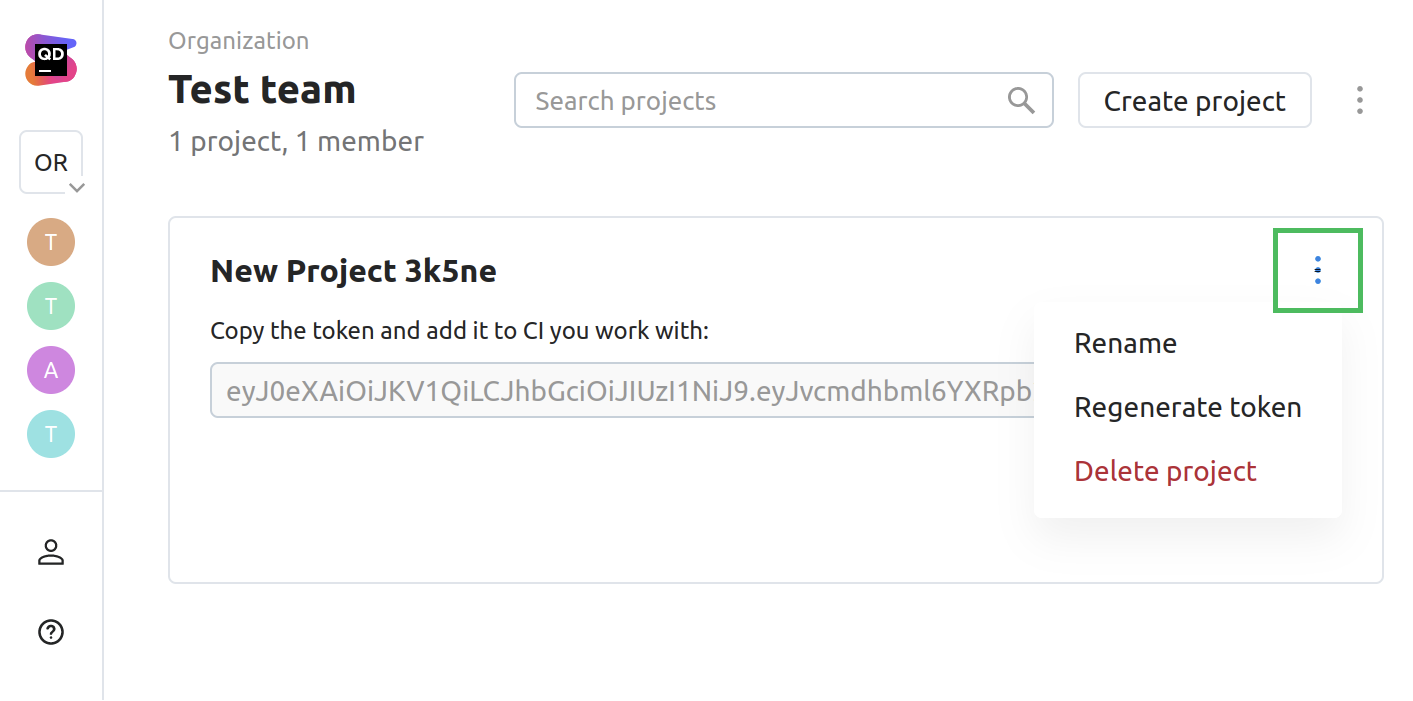 QD
Organization
Test team
1 project, 1 member
Search projects
Create project
OR
T
T
A
T
New Project 3k5ne
Copy the token and add it to CI you work with:
eyJ0eXAiOiJKV1QiLCJhbGciOiJIUzI1NiJ9.eyJvcmdhbml6YXRpb
Rename
Regenerate token
Delete project
?